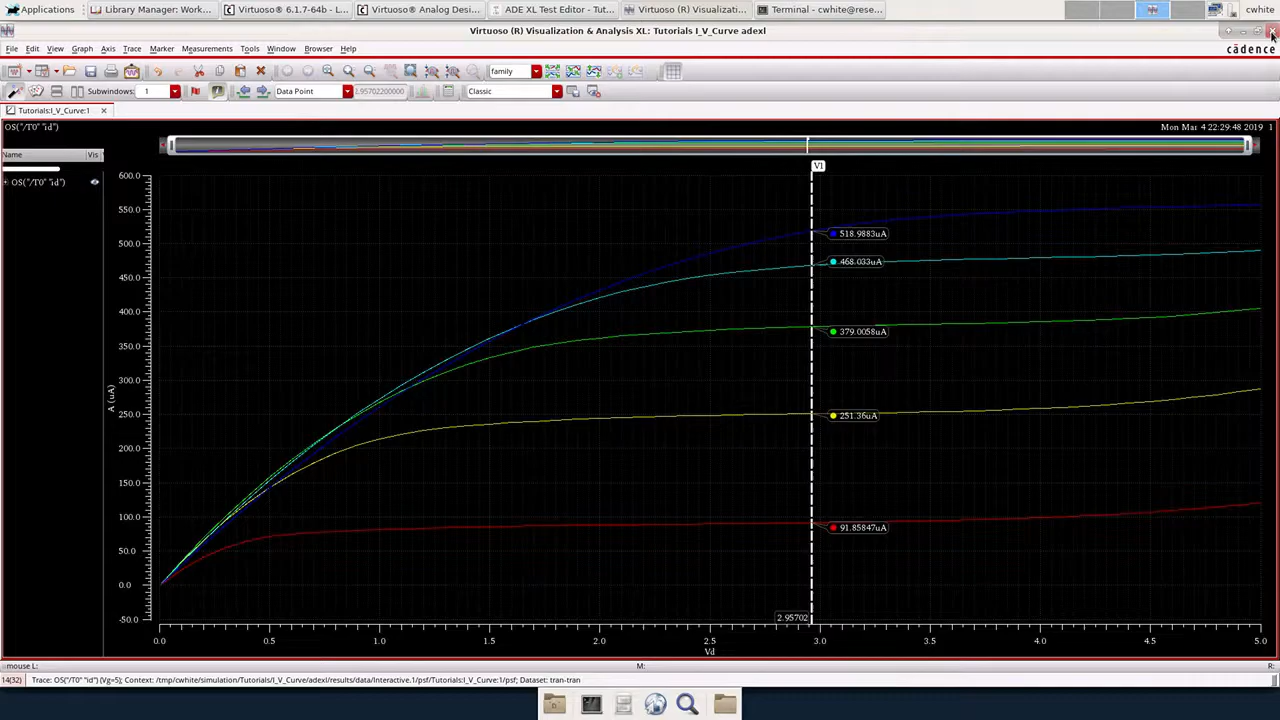 Applications Library Manager: Work... Virtuoso® 6.1.7-64b - L... Virtuoso® Analog Desi... ADE XL Test Editor - Tut... Virtuoso (R) Visualizati... Terminal - cwhite@rese... cwhite
Virtuoso (R) Visualization & Analysis XL: Tutorials I_V_Curve adexl
File Edit View Graph Axis Trace Marker Measurements Tools Window Browser Help cādence
family
Subwindows: 1 Data Point 2.95702200000 Classic
Tutorials:I_V_Curve:1
OS("/T0" "id") Mon Mar 4 22:29:48 2019 1
Name Vis
V1
OS("/T0" "id")
600.0
550.0
518.9883uA
500.0
468.033uA
450.0
400.0
379.0058uA
350.0
300.0
A (uA)
251.36uA
250.0
200.0
150.0
100.0
91.85847uA
50.0
0.0
-50.0
2.95702
0.0 0.5 1.0 1.5 2.0 2.5 3.0 3.5 4.0 4.5 5.0
Vd
mouse L: M: R:
14(32) Trace: OS("/T0" "id") (Vg=5); Context: /tmp/cwhite/simulation/Tutorials/I_V_Curve/adexl/results/data/Interactive.1/psf/Tutorials:I_V_Curve:1/psf; Dataset: tran-tran